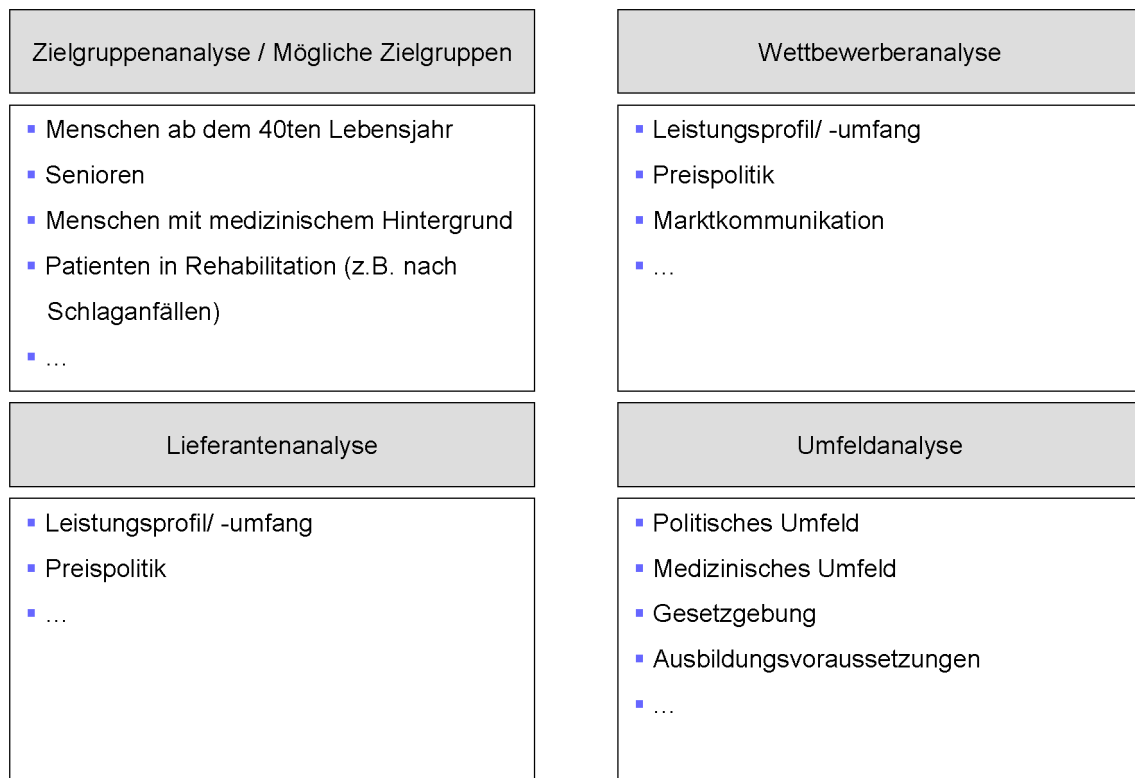 Zielgruppenanalyse / Mögliche Zielgruppen
▪ Menschen ab dem 40ten Lebensjahr
▪ Senioren
▪ Menschen mit medizinischem Hintergrund
▪ Patienten in Rehabilitation (z.B. nach
Schlaganfällen)
▪ ...
Wettbewerberanalyse
▪ Leistungsprofil/ -umfang
▪ Preispolitik
▪ Marktkommunikation
▪ ...
Lieferantenanalyse
▪ Leistungsprofil/ -umfang
▪ Preispolitik
▪ ...
Umfeldanalyse
▪ Politisches Umfeld
▪ Medizinisches Umfeld
▪ Gesetzgebung
▪ Ausbildungsvoraussetzungen
▪ ...